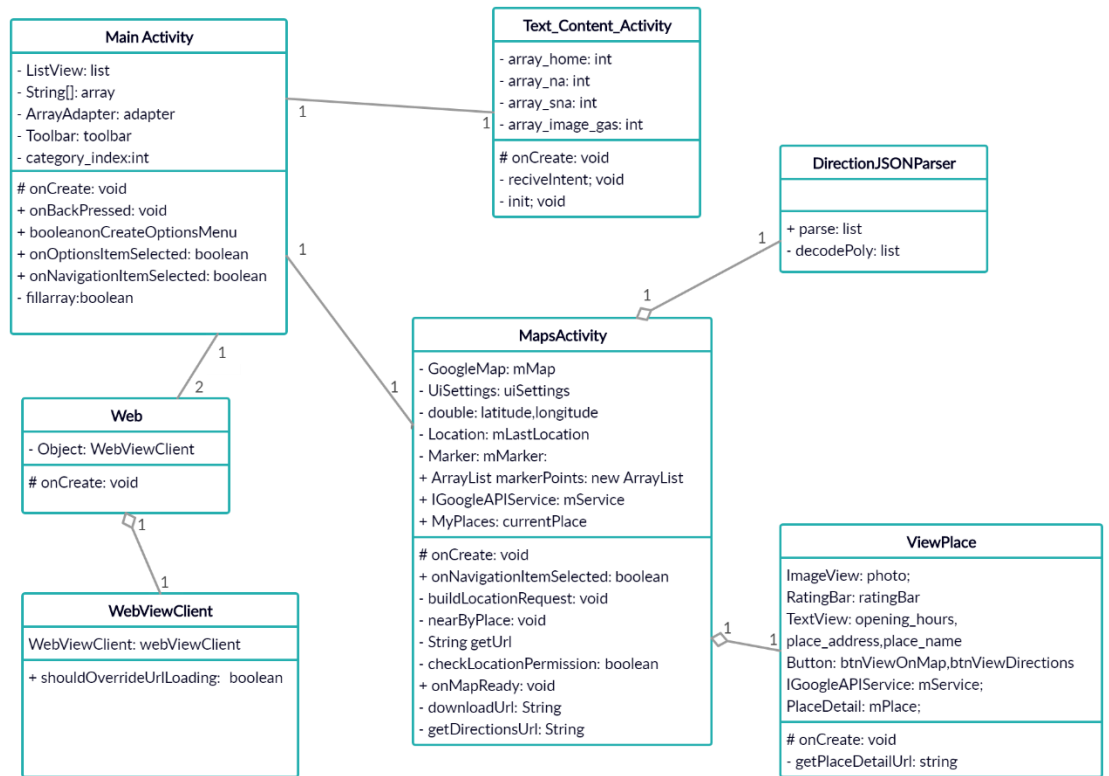 Main Activity
- ListView: list
- String[]: array
- ArrayAdapter: adapter
- Toolbar: toolbar
- category_index:int
# onCreate: void
+ onBackPressed: void
+ booleanonCreateOptionsMenu
+ onOptionsItemSelected: boolean
+ onNavigationItemSelected: boolean
- fillarray:boolean
1
1
Text_Content_Activity
- array_home: int
- array_na: int
- array_sna: int
- array_image_gas: int
# onCreate: void
- reciveIntent; void
- init; void
DirectionJSONParser
+ parse: list
- decodePoly: list
1
1
1
1
MapsActivity
- GoogleMap: mMap
- UiSettings: uiSettings
- double: latitude,longitude
- Location: mLastLocation
- Marker: mMarker:
+ ArrayList markerPoints: new ArrayList
+ IGoogleAPIService: mService
+ MyPlaces: currentPlace
# onCreate: void
+ onNavigationItemSelected: boolean
- buildLocationRequest: void
- nearByPlace: void
- String getUrl
- checkLocationPermission: boolean
+ onMapReady: void
- downloadUrl: String
- getDirectionsUrl: String
1
2
Web
- Object: WebViewClient
# onCreate: void
1
1
WebViewClient
WebViewClient: webViewClient
+ shouldOverrideUrlLoading: boolean
1
1
ViewPlace
ImageView: photo;
RatingBar: ratingBar
TextView: opening_hours,
place_address,place_name
Button: btnViewOnMap,btnViewDirections
IGoogleAPIService: mService;
PlaceDetail: mPlace;
# onCreate: void
- getPlaceDetailUrl: string